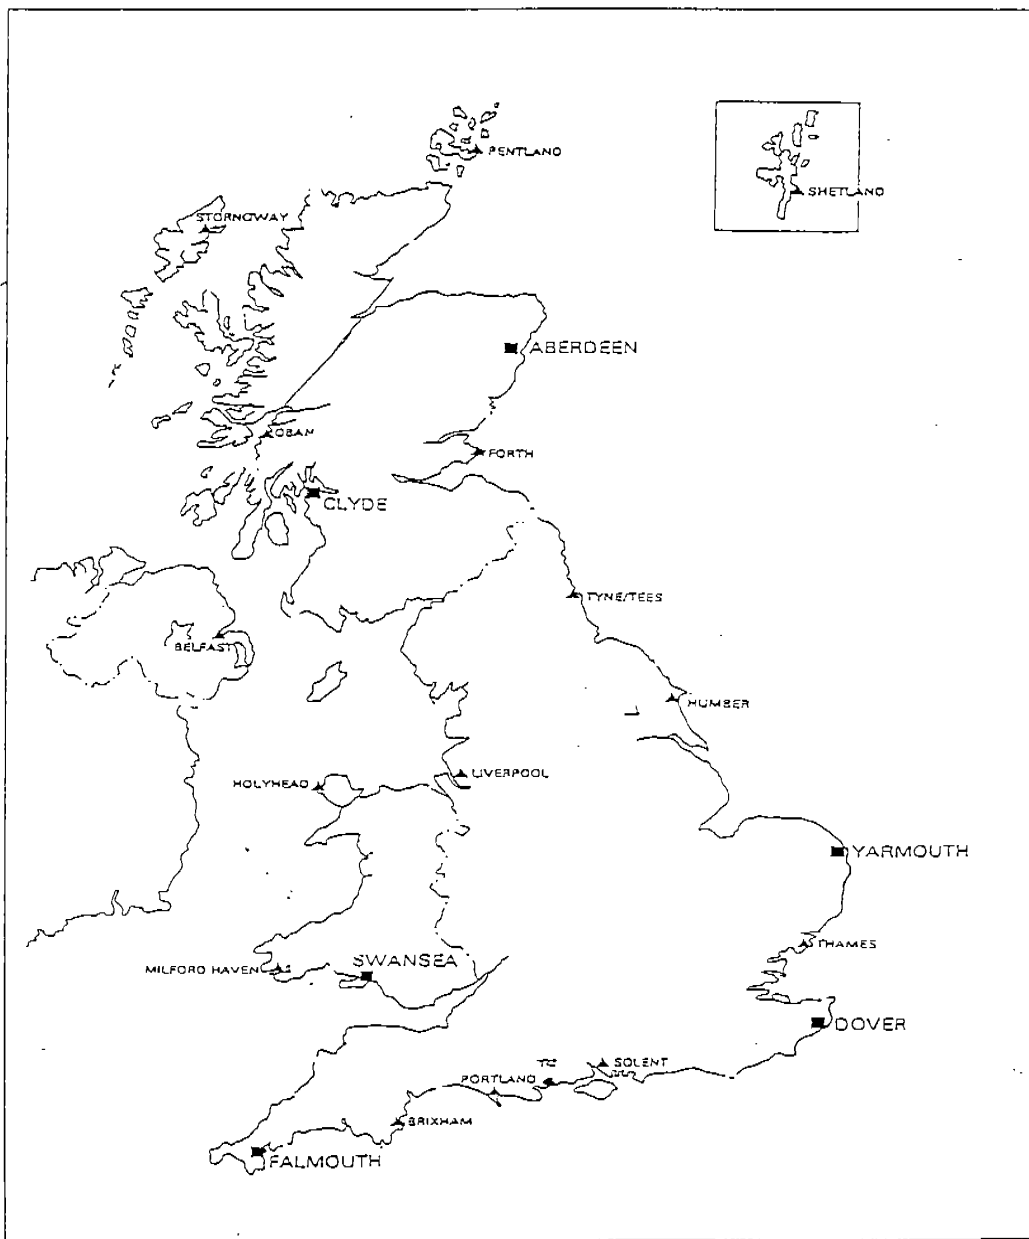 PENTLAND
SHETLAND
STORNOWAY
ABERDEEN
OBAN
FORTH
CLYDE
TYNE/TEES
BELFAST
HUMBER
LIVERPOOL
HOLYHEAD
YARMOUTH
THAMES
SWANSEA
MILFORD HAVEN
DOVER
SOLENT
PORTLAND
BRIXHAM
FALMOUTH